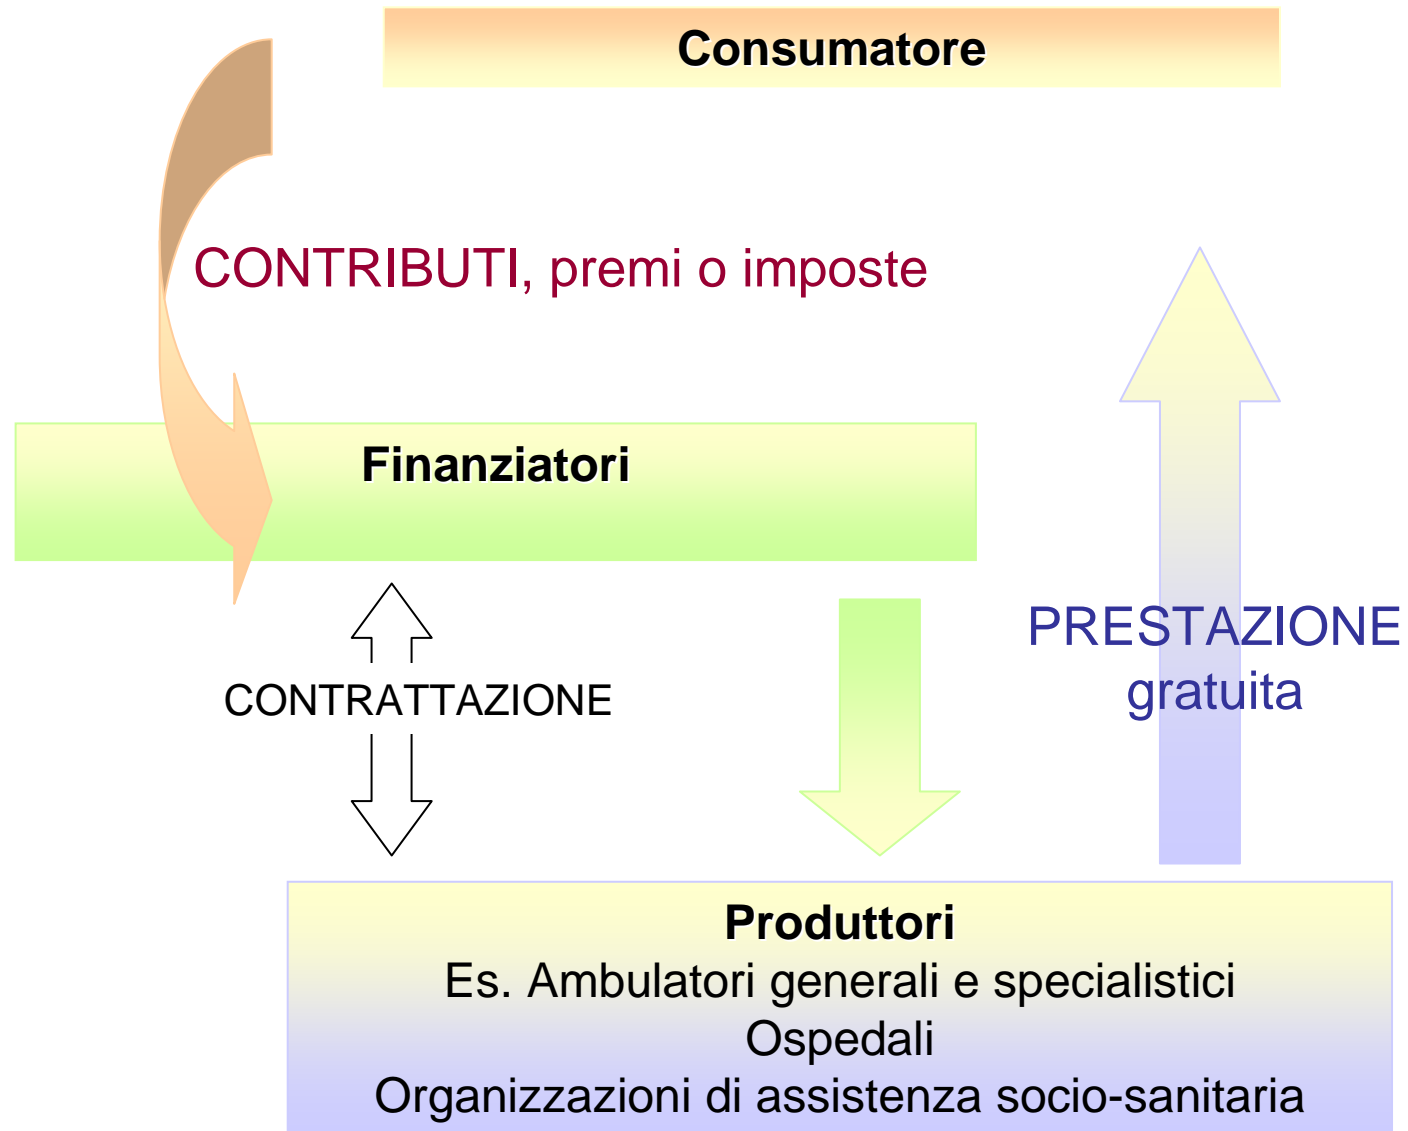 Consumatore
CONTRIBUTI, premi o imposte
Finanziatori
CONTRATTAZIONE
PRESTAZIONE
gratuita
Produttori
Es. Ambulatori generali e specialistici
Ospedali
Organizzazioni di assistenza socio-sanitaria